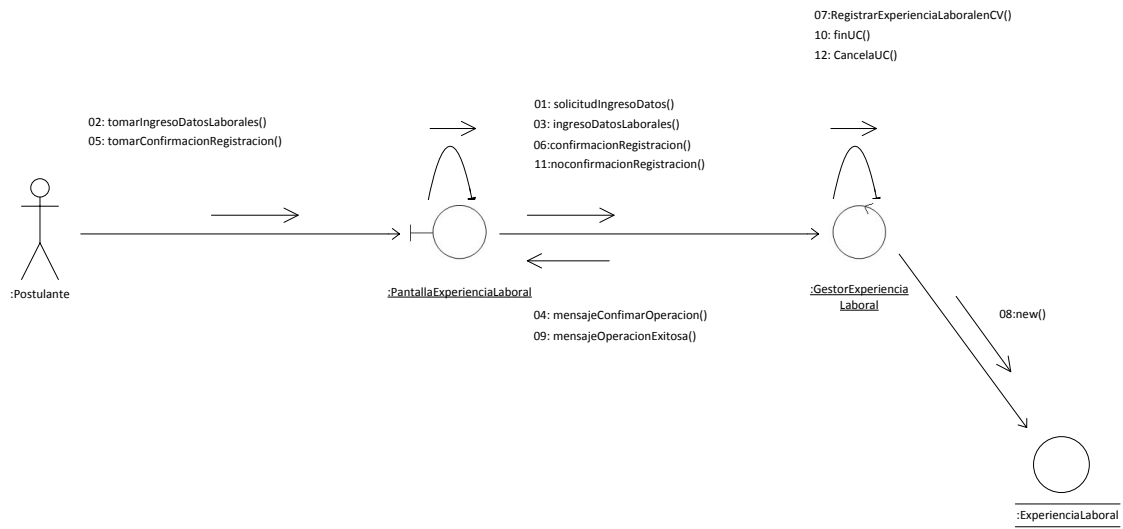 07:RegistrarExperienciaLaboralenCV()
10: finUC()
12: CancelaUC()
02: tomarIngresoDatosLaborales()
05: tomarConfirmacionRegistracion()
01: solicitudIngresoDatos()
03: ingresoDatosLaborales()
06:confirmacionRegistracion()
11:noconfirmacionRegistracion()
:Postulante
:PantallaExperienciaLaboral
:GestorExperiencia
Laboral
04: mensajeConfimarOperacion()
09: mensajeOperacionExitosa()
08:new()
:ExperienciaLaboral